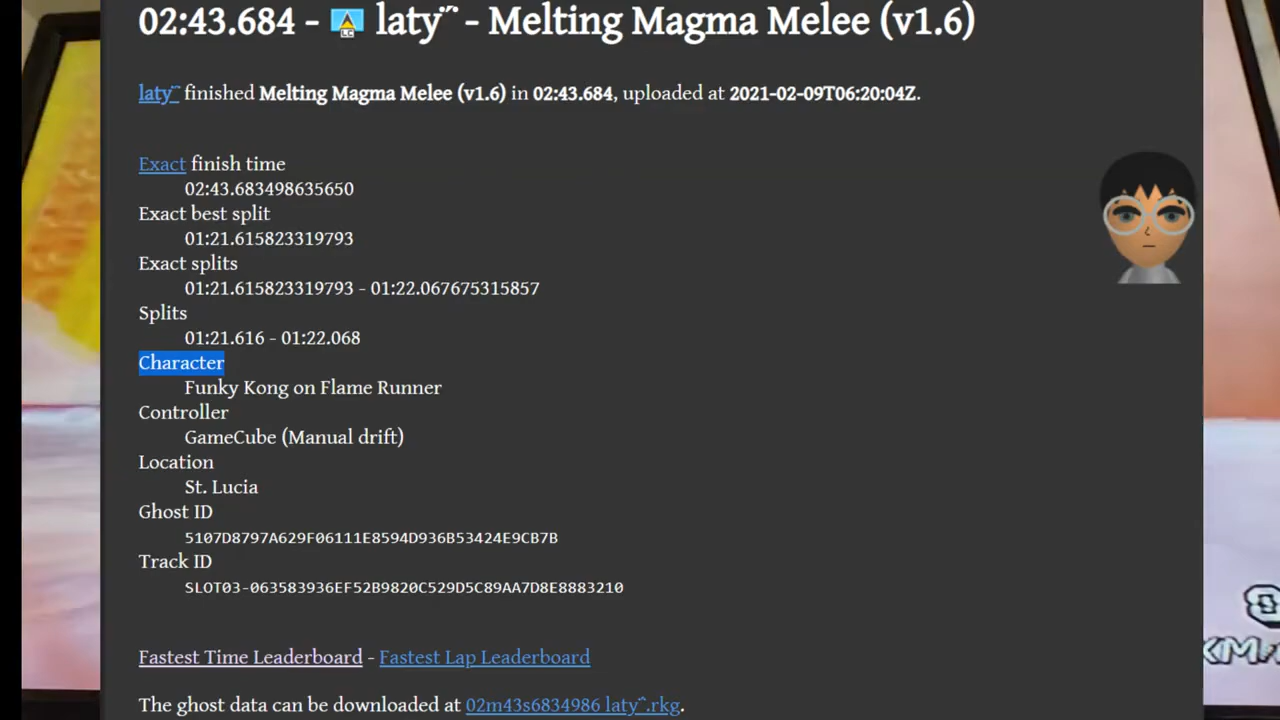 02:43.684 - LC laty¨ - Melting Magma Melee (v1.6)
laty¨ finished Melting Magma Melee (v1.6) in 02:43.684, uploaded at 2021-02-09T06:20:04Z.
Exact finish time
02:43.683498635650
Exact best split
01:21.615823319793
Exact splits
01:21.615823319793 - 01:22.067675315857
Splits
01:21.616 - 01:22.068
Character
Funky Kong on Flame Runner
Controller
GameCube (Manual drift)
Location
St. Lucia
Ghost ID
5107D8797A629F06111E8594D936B53424E9CB7B
Track ID
SLOT03-063583936EF52B9820C529D5C89AA7D8E8883210
Fastest Time Leaderboard - Fastest Lap Leaderboard
The ghost data can be downloaded at 02m43s6834986 laty¨.rkg.